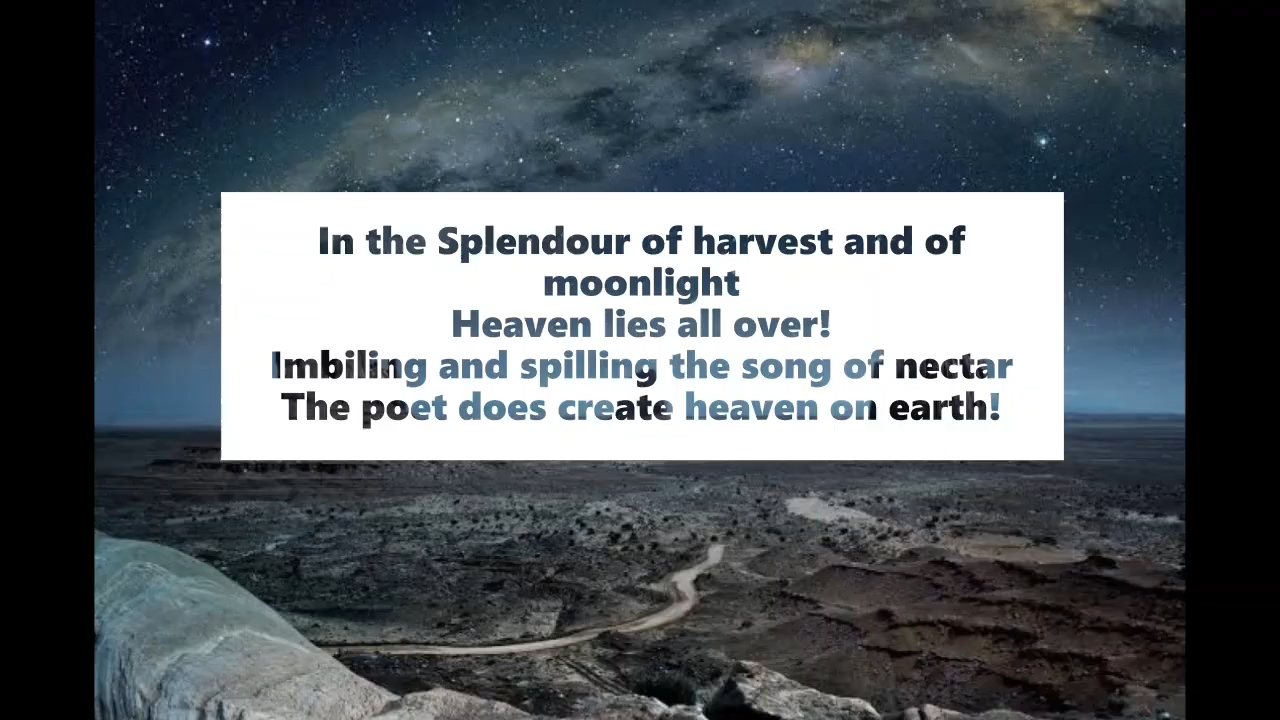 In the Splendour of harvest and of
moonlight
Heaven lies all over!
Imbiling and spilling the song of nectar
The poet does create heaven on earth!